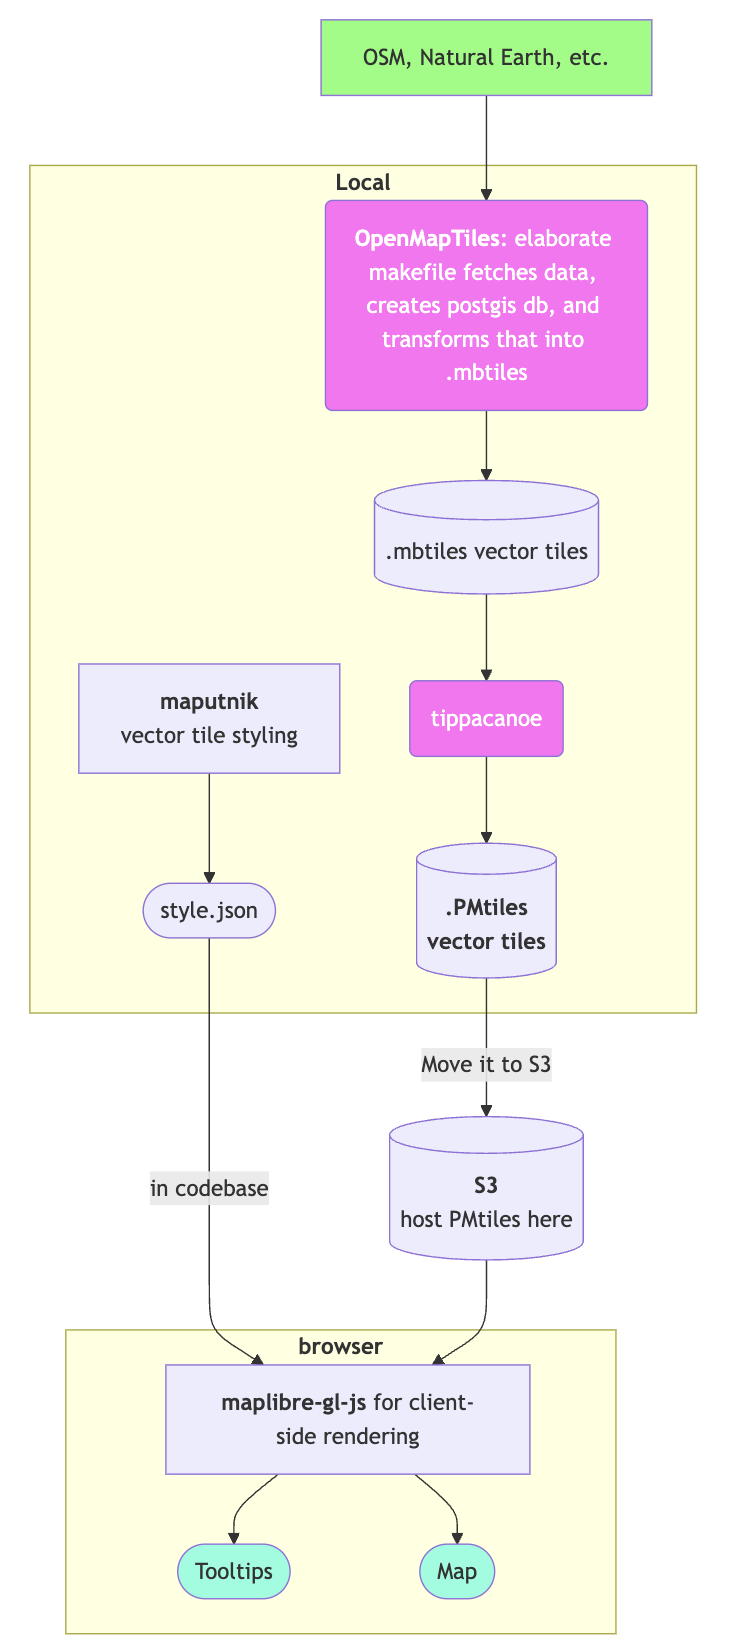 OSM, Natural Earth, etc.
Local
OpenMapTiles: elaborate
makefile fetches data,
creates postgis db, and
transforms that into
.mbtiles
.mbtiles vector tiles
maputnik
vector tile styling
tippacanoe
style.json
.PMtiles
vector tiles
Move it to S3
in codebase
S3
host PMtiles here
browser
maplibre-gl-js for client-
side rendering
Tooltips
Map